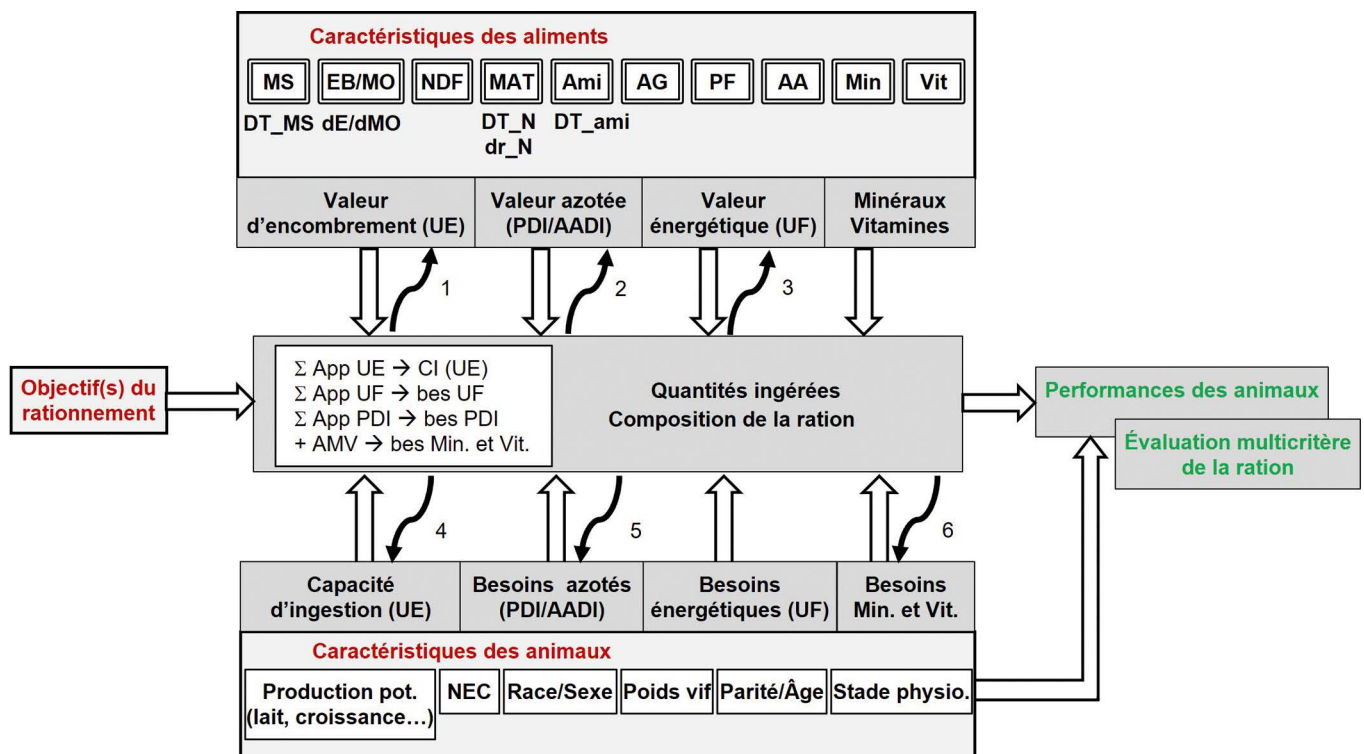 Caractéristiques des aliments
MS EB/MO NDF MAT Ami AG PF AA Min Vit
DT_MS dE/dMO DT_N DT_ami
dr_N
Valeur
d’encombrement (UE)
Valeur azotée
(PDI/AADI)
Valeur
énergétique (UF)
Minéraux
Vitamines
1
2
3
Objectif(s) du
rationnement
Σ App UE → CI (UE)
Σ App UF → bes UF
Σ App PDI → bes PDI
+ AMV → bes Min. et Vit.
Quantités ingérées
Composition de la ration
Performances des animaux
Évaluation multicritère
de la ration
4
5
6
Capacité
d’ingestion (UE)
Besoins azotés
(PDI/AADI)
Besoins
énergétiques (UF)
Besoins
Min. et Vit.
Caractéristiques des animaux
Production pot.
(lait, croissance…)
NEC
Race/Sexe
Poids vif
Parité/Âge
Stade physio.